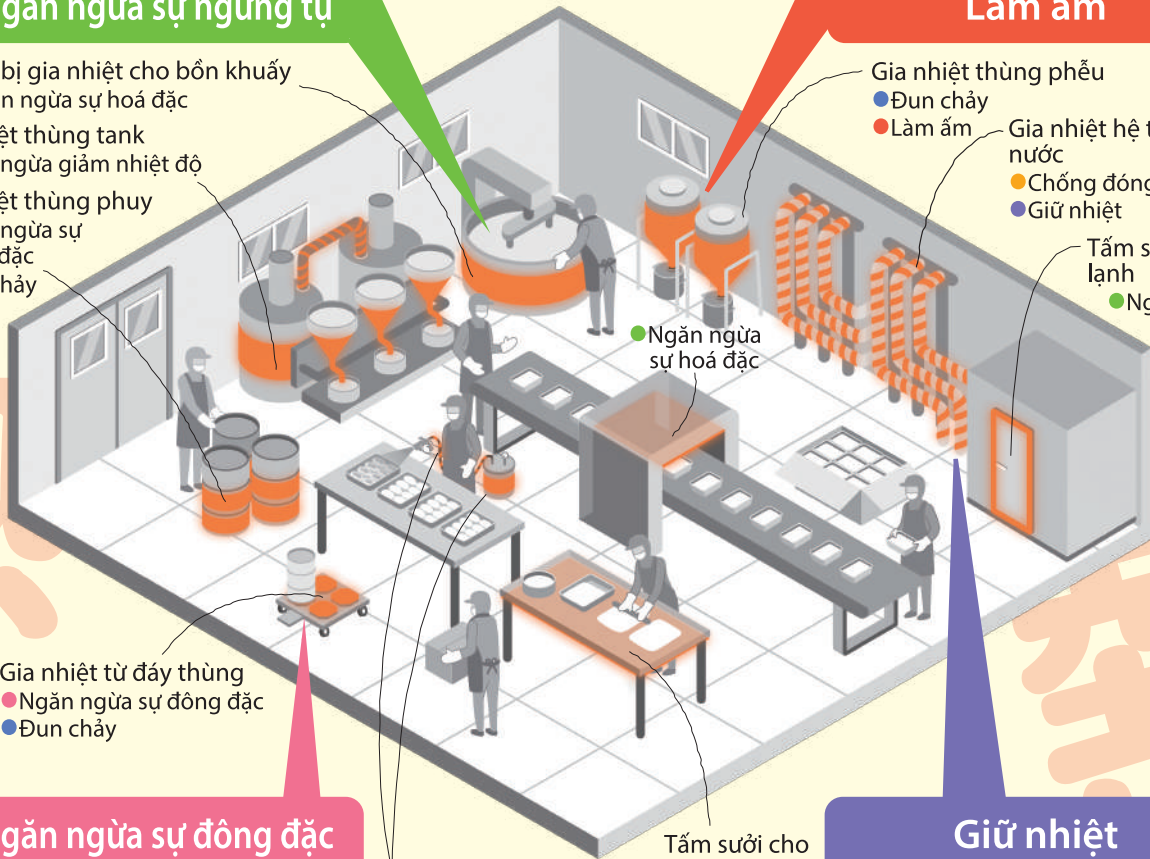 găn ngừa sự ngưng tụ
Làm ấm
bị gia nhiệt cho bồn khuấy
n ngừa sự hoá đặc
ệt thùng tank
ngừa giảm nhiệt độ
ệt thùng phuy
ngừa sự
đặc
hảy
Gia nhiệt thùng phễu
Đun chảy
Làm ấm
Gia nhiệt hệ t
nước
Chống đóng
Giữ nhiệt
Tấm s
lạnh
Ng
Ngăn ngừa
sự hoá đặc
Gia nhiệt từ đáy thùng
Ngăn ngừa sự đông đặc
Đun chảy
găn ngừa sự đông đặc
Tấm sưởi cho
Giữ nhiệt